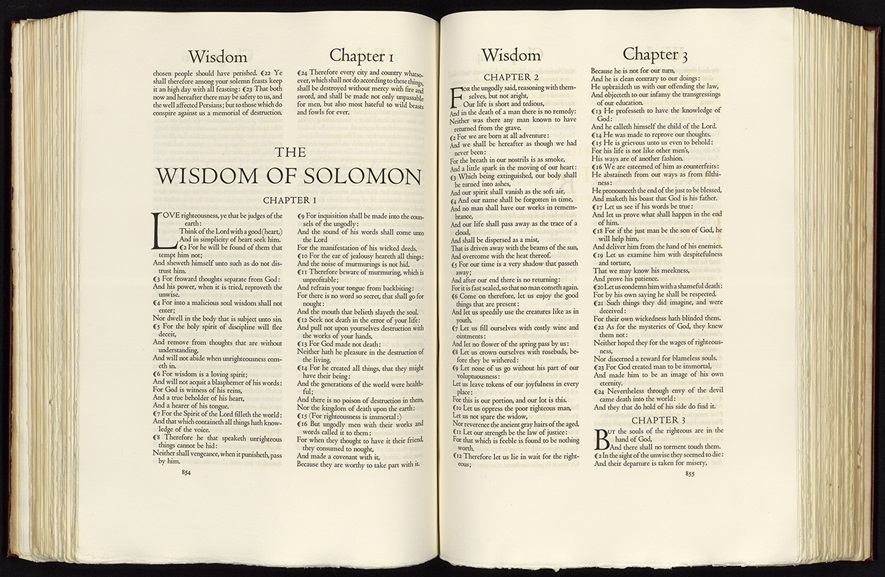 Wisdom
Chapter 1
chosen people should have perished. ¶22 Ye
shall therefore among your solemn feasts keep
it an high day with all feasting: ¶23 That both
now and hereafter there may be safety to us, and
the well affected Persians; but to those which do
conspire against us a memorial of destruction.
¶24 Therefore every city and country whatso-
ever, which shall not do according to these things,
shall be destroyed without mercy with fire and
sword, and shall be made not only unpassable
for men, but also most hateful to wild beasts
and fowls for ever.
THE
WISDOM OF SOLOMON
CHAPTER 1
LOVE righteousness, ye that be judges of the
earth:
Think of the Lord with a good (heart,)
And in simplicity of heart seek him.
¶2 For he will be found of them that
tempt him not;
And sheweth himself unto such as do not dis-
trust him.
¶3 For froward thoughts separate from God:
And his power, when it is tried, reproveth the
unwise.
¶4 For into a malicious soul wisdom shall not
enter;
Nor dwell in the body that is subject unto sin.
¶5 For the holy spirit of discipline will flee
deceit,
And remove from thoughts that are without
understanding,
And will not abide when unrighteousness com-
eth in.
¶6 For wisdom is a loving spirit;
And will not acquit a blasphemer of his words:
For God is witness of his reins,
And a true beholder of his heart,
And a hearer of his tongue.
¶7 For the Spirit of the Lord filleth the world:
And that which containeth all things hath know-
ledge of the voice.
¶8 Therefore he that speaketh unrighteous
things cannot be hid:
Neither shall vengeance, when it punisheth, pass
by him.
¶9 For inquisition shall be made into the coun-
sels of the ungodly:
And the sound of his words shall come unto
the Lord
For the manifestation of his wicked deeds.
¶10 For the ear of jealousy heareth all things:
And the noise of murmurings is not hid.
¶11 Therefore beware of murmuring, which is
unprofitable;
And refrain your tongue from backbiting:
For there is no word so secret, that shall go for
nought:
And the mouth that belieth slayeth the soul.
¶12 Seek not death in the error of your life:
And pull not upon yourselves destruction with
the works of your hands.
¶13 For God made not death:
Neither hath he pleasure in the destruction of
the living.
¶14 For he created all things, that they might
have their being:
And the generations of the world were health-
ful;
And there is no poison of destruction in them,
Nor the kingdom of death upon the earth:
¶15 (For righteousness is immortal:)
¶16 But ungodly men with their works and
words called it to them:
For when they thought to have it their friend,
they consumed to nought,
And made a covenant with it,
Because they are worthy to take part with it.
854
Wisdom
Chapter 3
CHAPTER 2
FOR the ungodly said, reasoning with them-
selves, but not aright,
Our life is short and tedious,
And in the death of a man there is no remedy:
Neither was there any man known to have
returned from the grave.
¶2 For we are born at all adventure:
And we shall be hereafter as though we had
never been:
For the breath in our nostrils is as smoke,
And a little spark in the moving of our heart:
¶3 Which being extinguished, our body shall
be turned into ashes,
And our spirit shall vanish as the soft air,
¶4 And our name shall be forgotten in time,
And no man shall have our works in remem-
brance,
And our life shall pass away as the trace of a
cloud,
And shall be dispersed as a mist,
That is driven away with the beams of the sun,
And overcome with the heat thereof.
¶5 For our time is a very shadow that passeth
away;
And after our end there is no returning:
For it is fast sealed, so that no man cometh again.
¶6 Come on therefore, let us enjoy the good
things that are present:
And let us speedily use the creatures like as in
youth.
¶7 Let us fill ourselves with costly wine and
ointments:
And let no flower of the spring pass by us:
¶8 Let us crown ourselves with rosebuds, be-
fore they be withered:
¶9 Let none of us go without his part of our
voluptuousness:
Let us leave tokens of our joyfulness in every
place:
For this is our portion, and our lot is this.
¶10 Let us oppress the poor righteous man,
Let us not spare the widow,
Nor reverence the ancient gray hairs of the aged.
¶11 Let our strength be the law of justice:
For that which is feeble is found to be nothing
worth.
¶12 Therefore let us lie in wait for the right-
eous;
Because he is not for our turn,
And he is clean contrary to our doings:
He upbraideth us with our offending the law,
And objecteth to our infamy the transgressings
of our education.
¶13 He professeth to have the knowledge of
God:
And he calleth himself the child of the Lord.
¶14 He was made to reprove our thoughts.
¶15 He is grievous unto us even to behold:
For his life is not like other men's,
His ways are of another fashion.
¶16 We are esteemed of him as counterfeits:
He abstaineth from our ways as from filthi-
ness:
He pronounceth the end of the just to be blessed,
And maketh his boast that God is his father.
¶17 Let us see if his words be true:
And let us prove what shall happen in the end
of him.
¶18 For if the just man be the son of God, he
will help him,
And deliver him from the hand of his enemies.
¶19 Let us examine him with despitefulness
and torture,
That we may know his meekness,
And prove his patience.
¶20 Let us condemn him with a shameful death:
For by his own saying he shall be respected.
¶21 Such things they did imagine, and were
deceived:
For their own wickedness hath blinded them.
¶22 As for the mysteries of God, they knew
them not:
Neither hoped they for the wages of righteous-
ness,
Nor discerned a reward for blameless souls.
¶23 For God created man to be immortal,
And made him to be an image of his own
eternity.
¶24 Nevertheless through envy of the devil
came death into the world:
And they that do hold of his side do find it.
CHAPTER 3
BUT the souls of the righteous are in the
hand of God,
And there shall no torment touch them.
¶2 In the sight of the unwise they seemed to die:
And their departure is taken for misery,
855